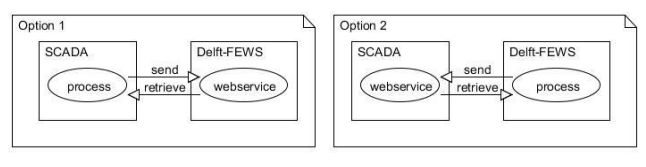 Option 1
SCADA
Delft-FEWS
send
process
retrieve
webservice
Option 2
SCADA
Delft-FEWS
send
webservice
retrieve
process